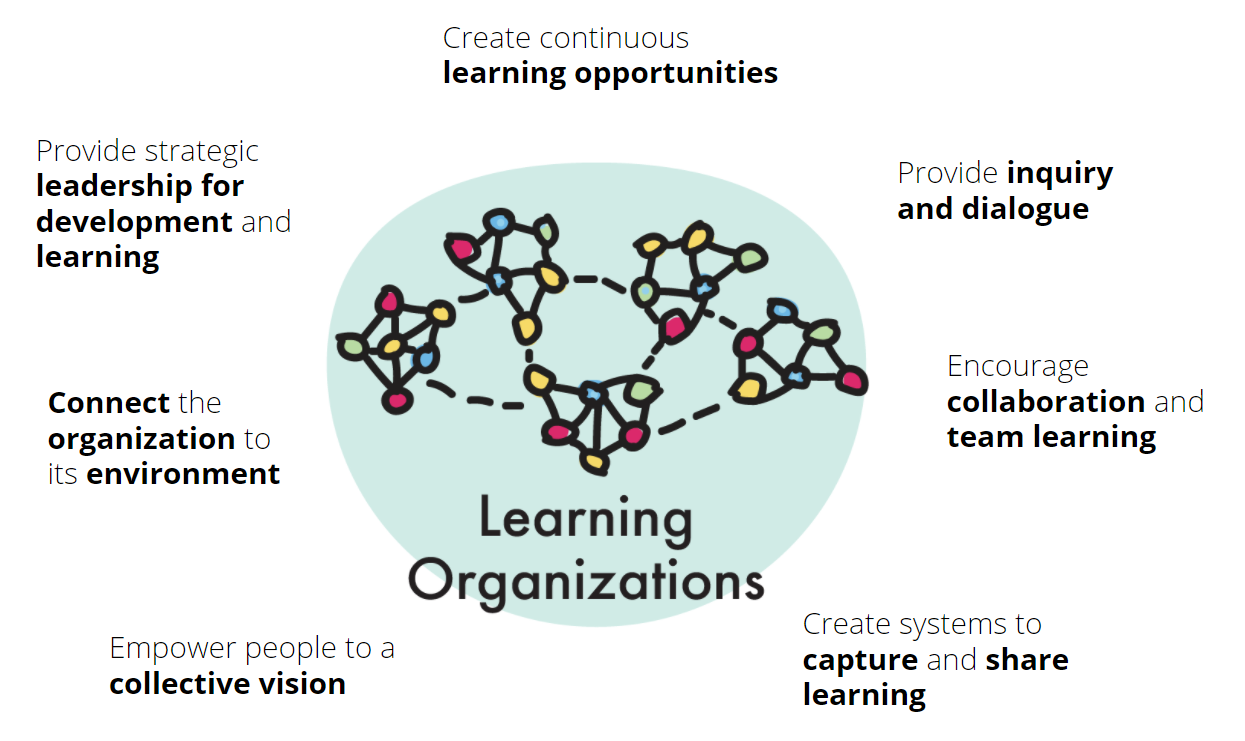 Create continuous
learning opportunities
Provide strategic
leadership for
development and
learning
Provide inquiry
and dialogue
Encourage
collaboration and
team learning
Connect the
organization to
its environment
Learning
Organizations
Empower people to a
collective vision
Create systems to
capture and share
learning